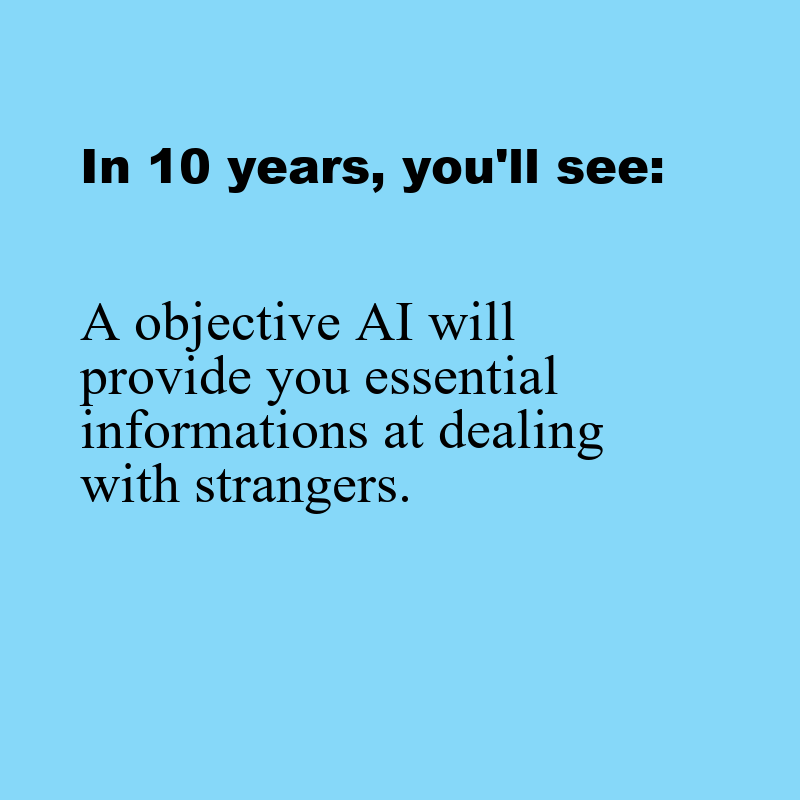 In 10 years, you'll see:
A objective AI will
provide you essential
informations at dealing
with strangers.